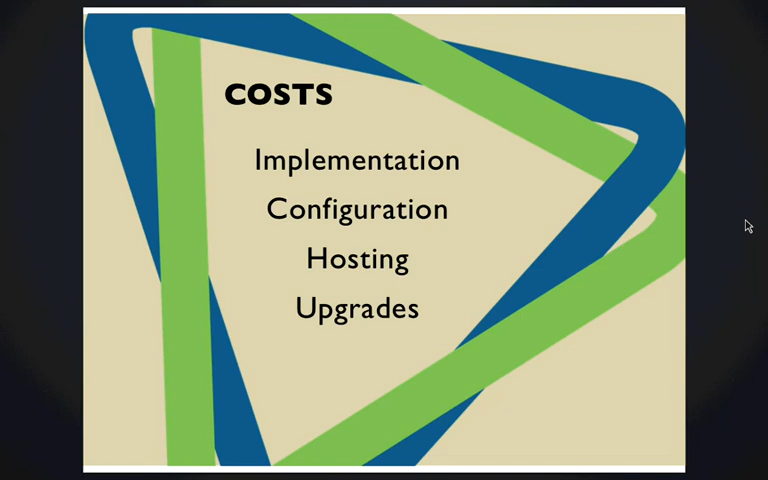 COSTS
Implementation
Configuration
Hosting
Upgrades